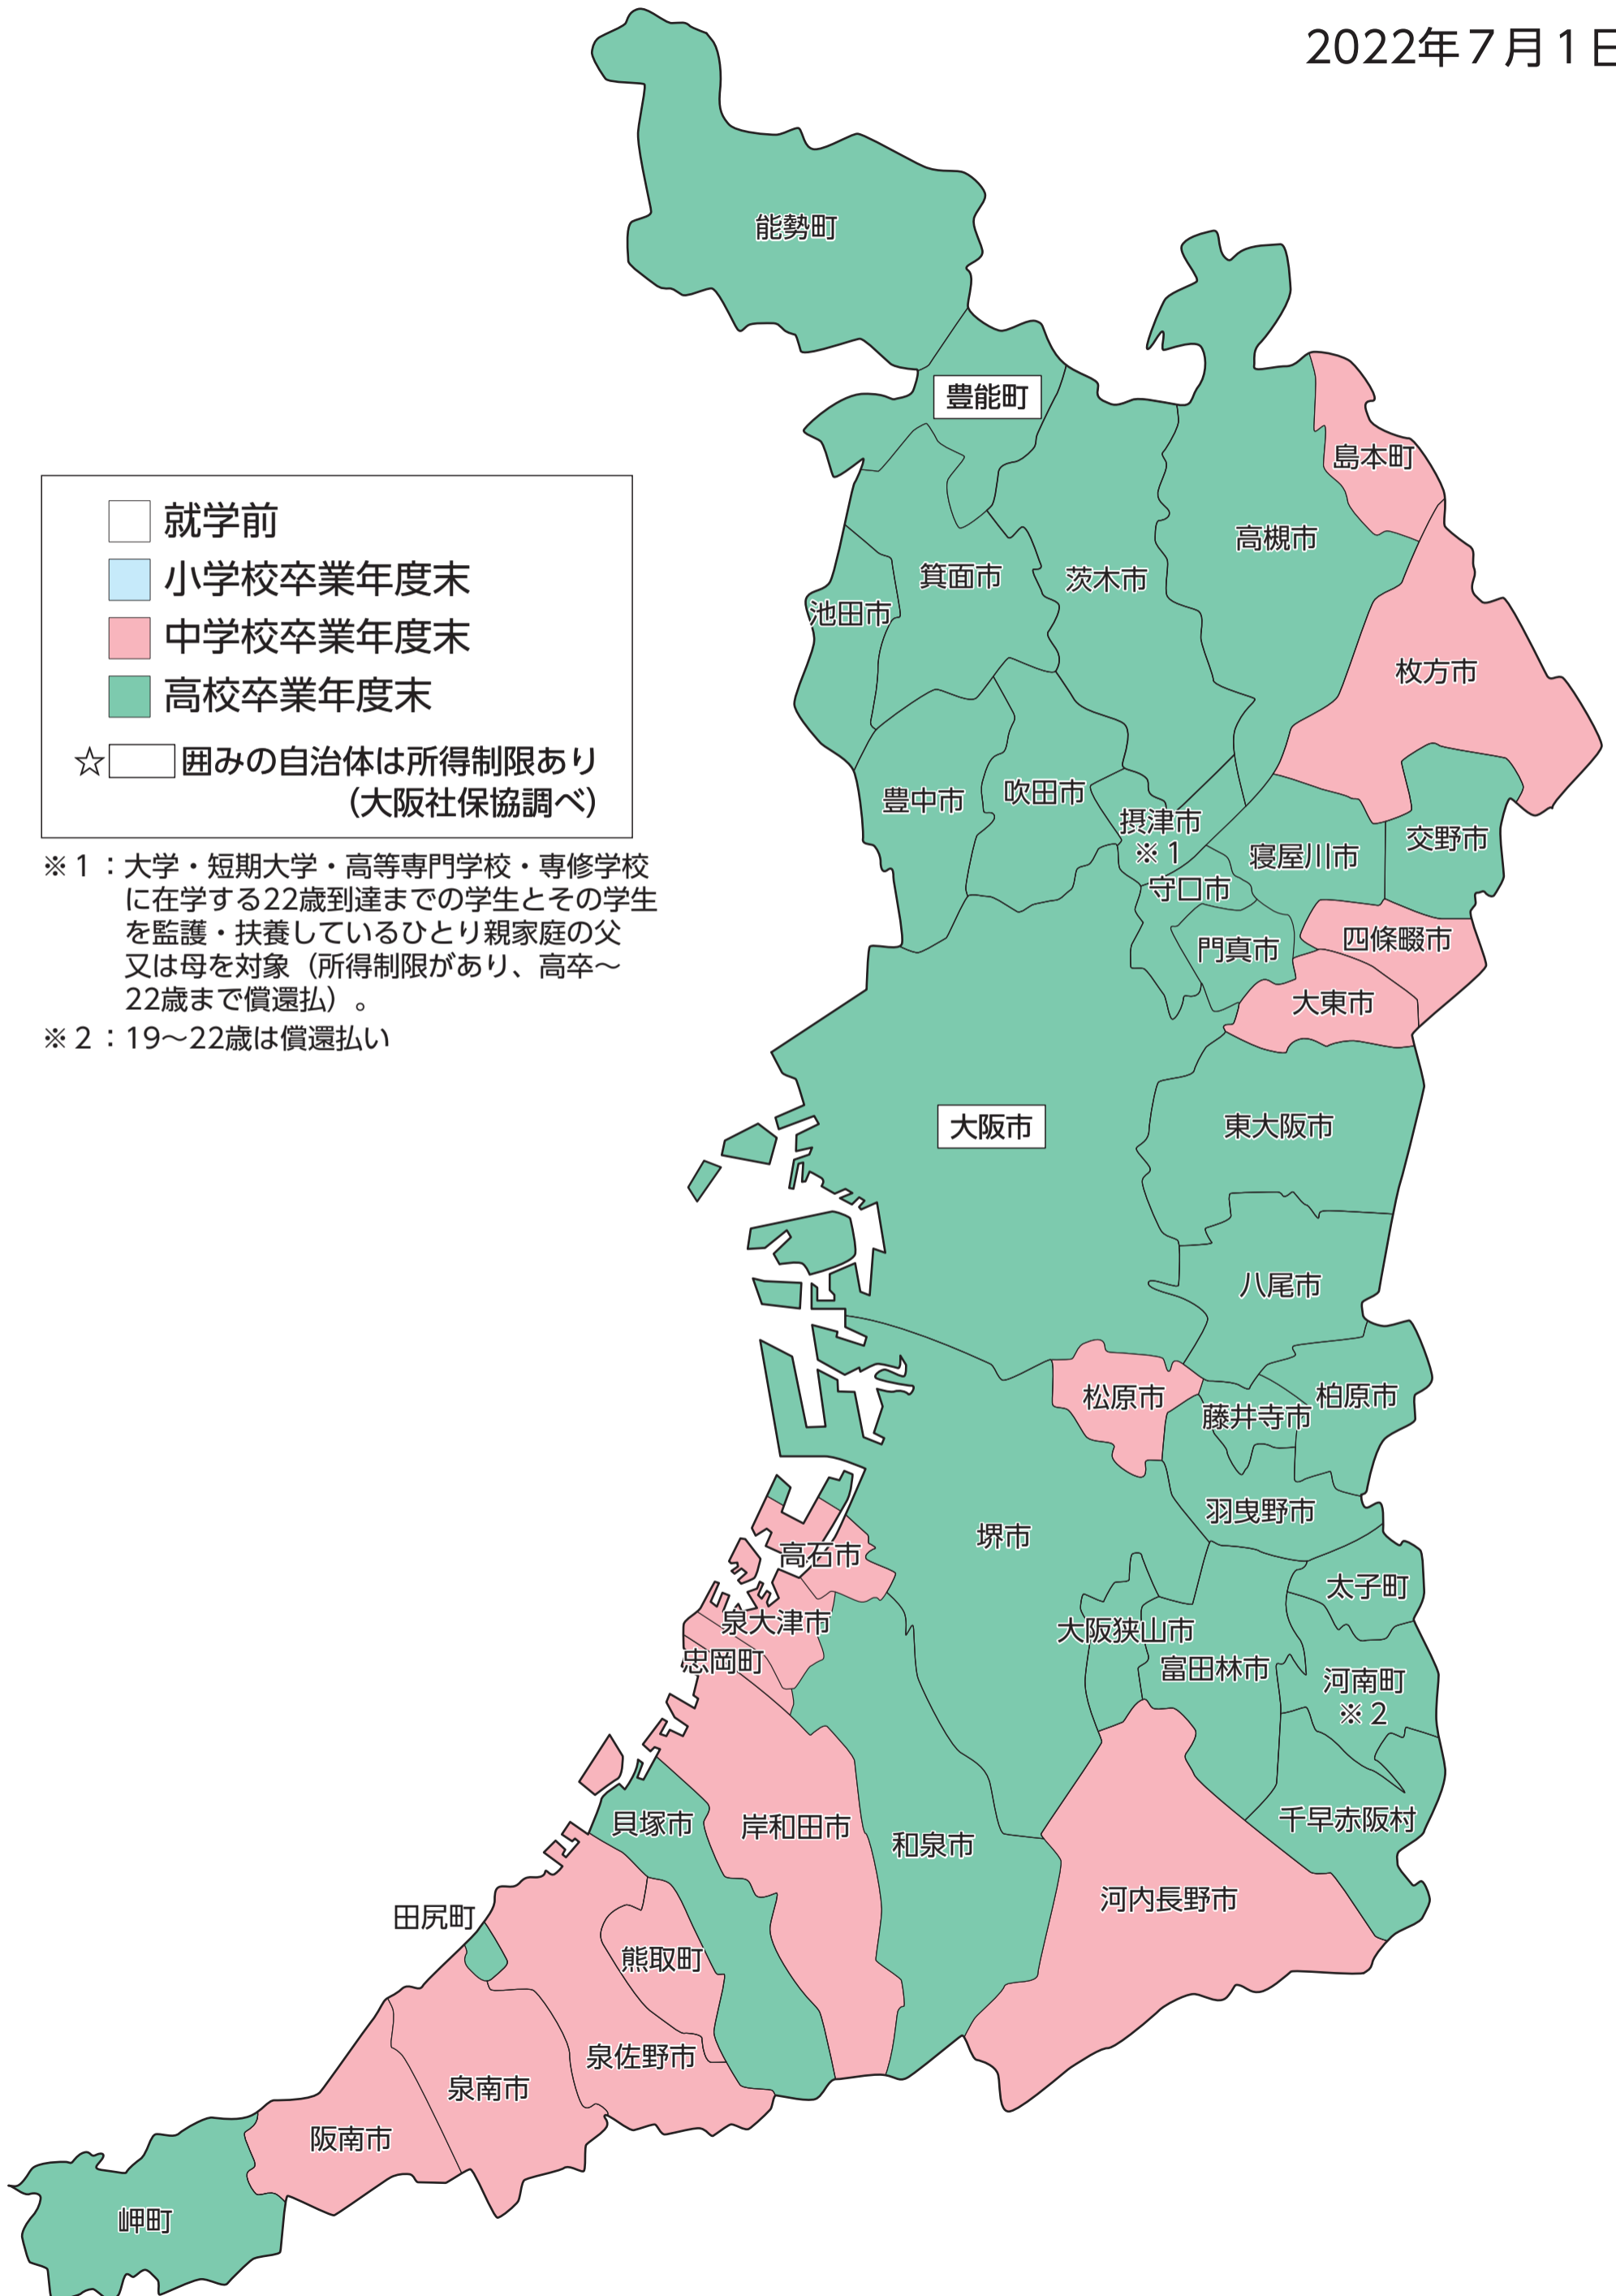 2022年7月1日
能勢町
豊能町
島本町
高槻市
箕面市
茨木市
池田市
枚方市
就学前
小学校卒業年度末
中学校卒業年度末
高校卒業年度末
☆ 囲みの自治体は所得制限あり
(大阪社保協調べ)
豊中市
吹田市
摂津市
※1
寝屋川市
交野市
守口市
門真市
四條畷市
大東市
※1：大学・短期大学・高等専門学校・専修学校
に在学する22歳到達までの学生とその学生
を監護・扶養しているひとり親家庭の父
又は母を対象（所得制限があり、高卒～
22歳まで償還払）。
※2：19～22歳は償還払い
大阪市
東大阪市
八尾市
松原市
藤井寺市
柏原市
羽曳野市
堺市
高石市
太子町
泉大津市
大阪狭山市
忠岡町
富田林市
河南町
※2
貝塚市
岸和田市
和泉市
千早赤阪村
河内長野市
田尻町
熊取町
泉佐野市
泉南市
阪南市
岬町